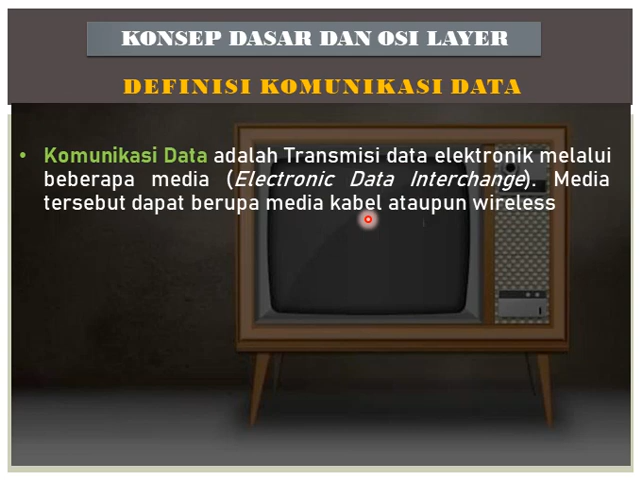 KONSEP DASAR DAN OSI LAYER
DEFINISI KOMUNIKASI DATA
• Komunikasi Data adalah Transmisi data elektronik melalui
beberapa media (Electronic Data Interchange). Media
tersebut dapat berupa media kabel ataupun wireless